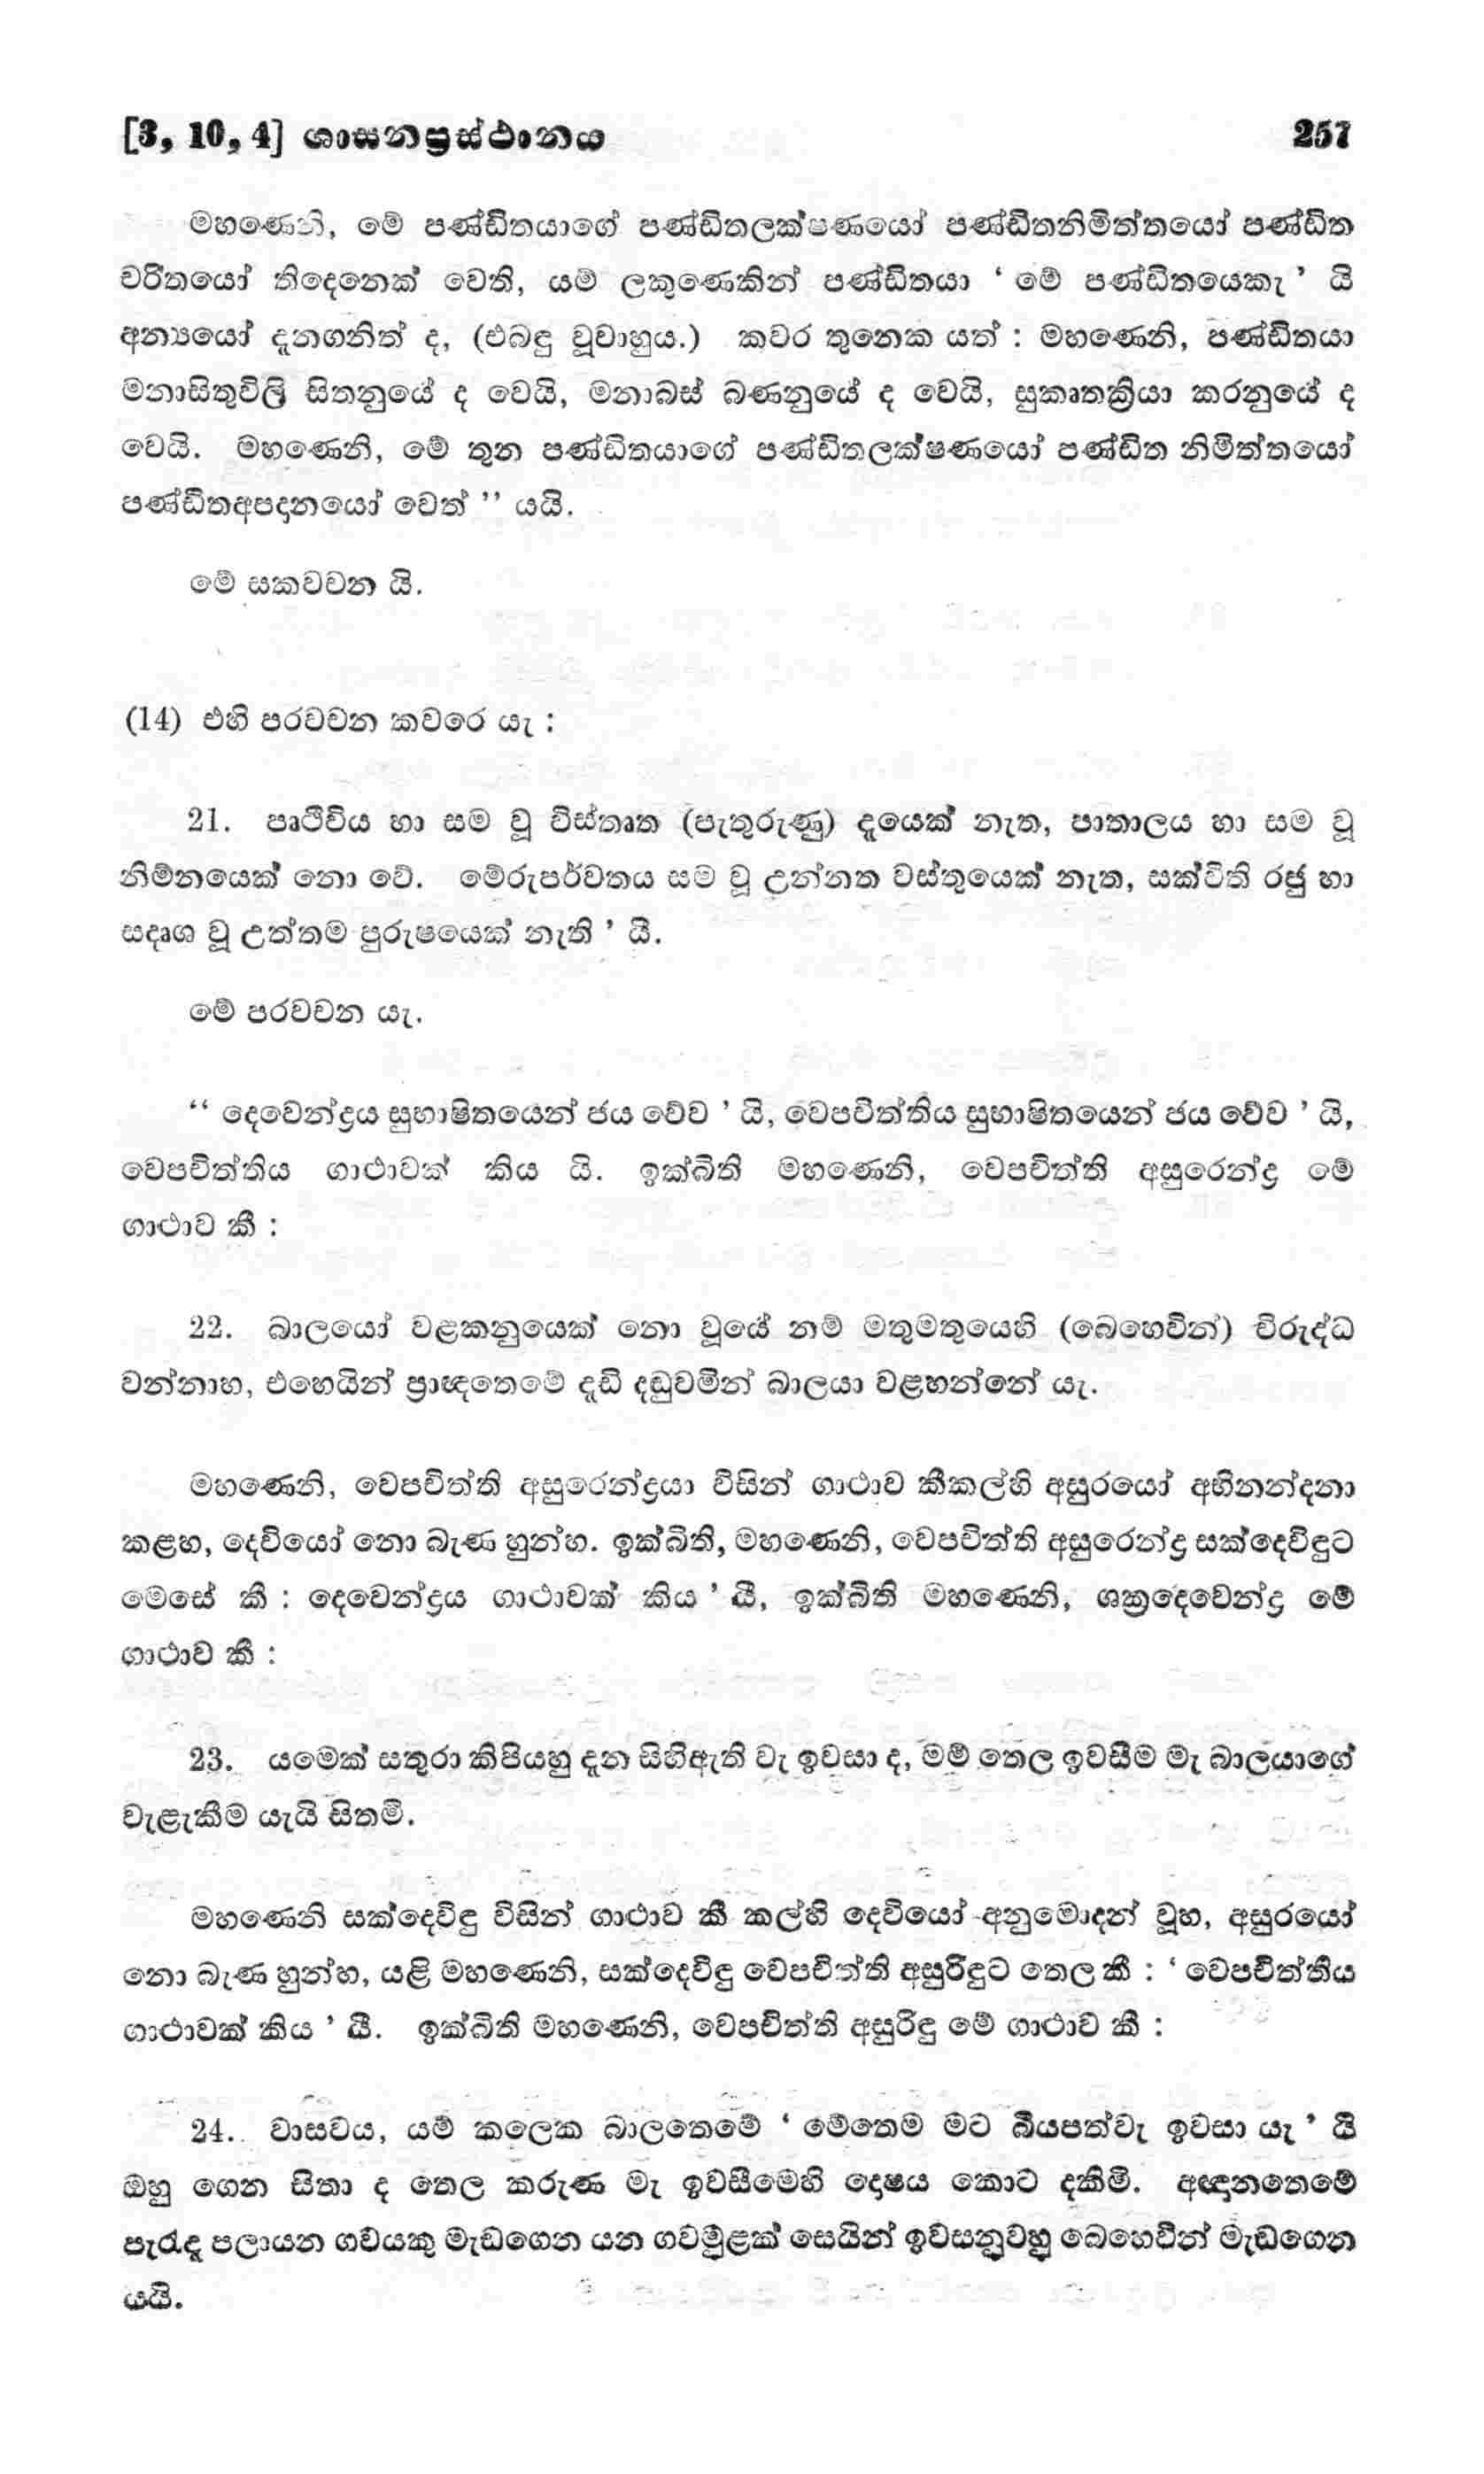 [3, 10, 4] ශාසනප්‍රස්ථානය 257
මහණෙනි, මේ පණ්ඩිතයාගේ පණ්ඩිතලක්ෂණයෝ පණ්ඩිතනිමිත්තයෝ පණ්ඩිත
චරිතයෝ තිදෙනෙක් වෙති, යම් ලකුණෙකින් පණ්ඩිතයා ‘ මේ පණ්ඩිතයෙකැ ’ යි
අන්‍යයෝ දැනගනිත් ද, (එබඳු වූවාහුය.) කවර තුනෙක යත් : මහණෙනි, පණ්ඩිතයා
මනාසිතුවිලි සිතනුයේ ද වෙයි, මනාබස් බණනුයේ ද වෙයි, සුකෘතක්‍රියා කරනුයේ ද
වෙයි. මහණෙනි, මේ තුන පණ්ඩිතයාගේ පණ්ඩිතලක්ෂණයෝ පණ්ඩිත නිමිත්තයෝ
පණ්ඩිතඅපදානයෝ වෙත් ’’ යයි.
මේ සකවචන යි.
(14) එහි පරවචන කවරෙ යැ :
21. පෘථිවිය හා සම වූ විස්තෘත (පැතුරුණු) දැයෙක් නැත, පාතාලය හා සම වූ
නිම්නයෙක් නො වේ. මේරුපර්වතය සම වූ උන්නත වස්තුයෙක් නැත, සක්විති රජු හා
සදෘශ වූ උත්තම පුරුෂයෙක් නැති ’ යී.
මේ පරවචන යැ.
‘‘ දෙවෙන්ද්‍රය සුභාෂිතයෙන් ජය වේව ’ යි, වෙපචිත්තිය සුභාෂිතයෙන් ජය වේව ’ යි,
වෙපචිත්තිය ගාථාවක් කිය යි. ඉක්බිති මහණෙනි, වෙපචිත්ති අසුරෙන්ද්‍ර මේ
ගාථාව කී :
22. බාලයෝ වළකනුයෙක් නො වූයේ නම් මතුමතුයෙහි (බෙහෙවින්) විරුද්ධ
වන්නාහ, එහෙයින් ප්‍රාඥතෙමේ දැඩි දඬුවමින් බාලයා වළහන්නේ යැ.
මහණෙනි, වෙපචිත්ති අසුරෙන්ද්‍රයා විසින් ගාථාව කීකල්හි අසුරයෝ අභිනන්දනා
කළහ, දෙවියෝ නො බැණ හුන්හ. ඉක්බිති, මහණෙනි, වෙපචිත්ති අසුරෙන්ද්‍ර සක්දෙවිඳුට
මෙසේ කී : දෙවෙන්ද්‍රය ගාථාවක් කිය ’ යී, ඉක්බිති මහණෙනි, ශක්‍රදෙවෙන්ද්‍ර මේ
ගාථාව කී :
23. යමෙක් සතුරා කිපියහු දැන සිහිඇති වැ ඉවසා ද, මම් තෙල ඉවසීම මැ බාලයාගේ
වැළැකීම යැයි සිතමි.
මහණෙනි සක්දෙවිඳු විසින් ගාථාව කී කල්හි දෙවියෝ අනුමොදන් වූහ, අසුරයෝ
නො බැණ හුන්හ, යළි මහණෙනි, සක්දෙවිඳු වෙපචිත්ති අසුරිඳුට තෙල කී : ‘ වෙපචිත්තිය
ගාථාවක් කිය ’ යී. ඉක්බිති මහණෙනි, වෙපචිත්ති අසුරිඳු මේ ගාථාව කී :
24. වාසවය, යම් කලෙක බාලතෙමේ ‘ මේතෙම මට බියපත්වැ ඉවසා යැ ’ යි
ඔහු ගෙන සිතා ද තෙල කරුණ මැ ඉවසීමෙහි දොෂය කොට දකිමි. අඥානතෙමේ
පැරැදැ පලායන ගවයකු මැඬගෙන යන ගවමුළක් සෙයින් ඉවසනුවහු බෙහෙවින් මැඬගෙන
යයි.